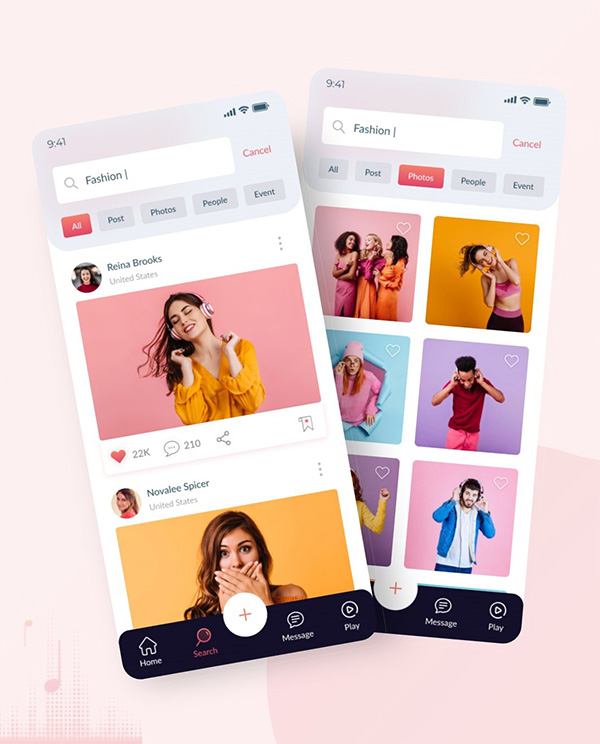 9:41
Fashion |
Cancel
All
Post
Photos
People
Event
Reina Brooks
United States
22K
210
Novalee Spicer
United States
Home
Search
Message
Play
9:41
Fashion |
Cancel
All
Post
Photos
People
Event
Message
Play